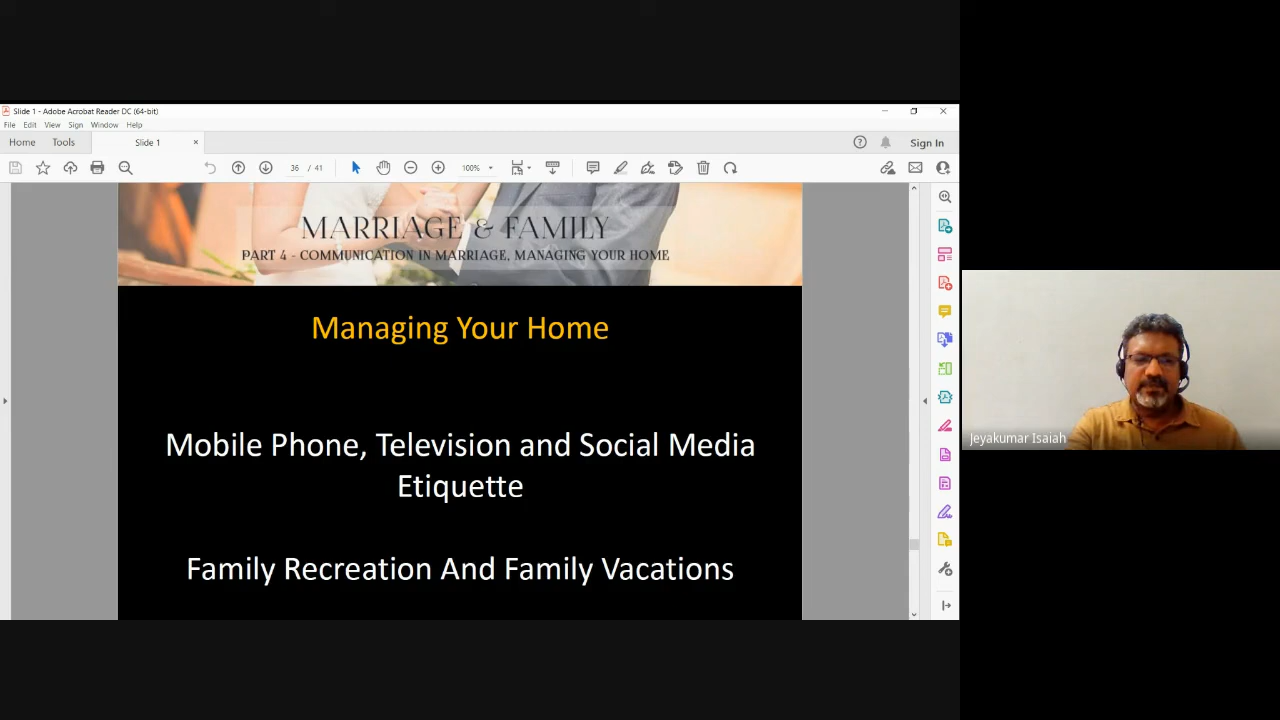 Slide 1 - Adobe Acrobat Reader DC (64-bit)
File Edit View Sign Window Help
Home Tools Slide 1 × Sign In
36 / 41 100%
MARRIAGE & FAMILY
PART 4 - COMMUNICATION IN MARRIAGE, MANAGING YOUR HOME
Managing Your Home
Mobile Phone, Television and Social Media
Etiquette
Family Recreation And Family Vacations
Jeyakumar Isaiah